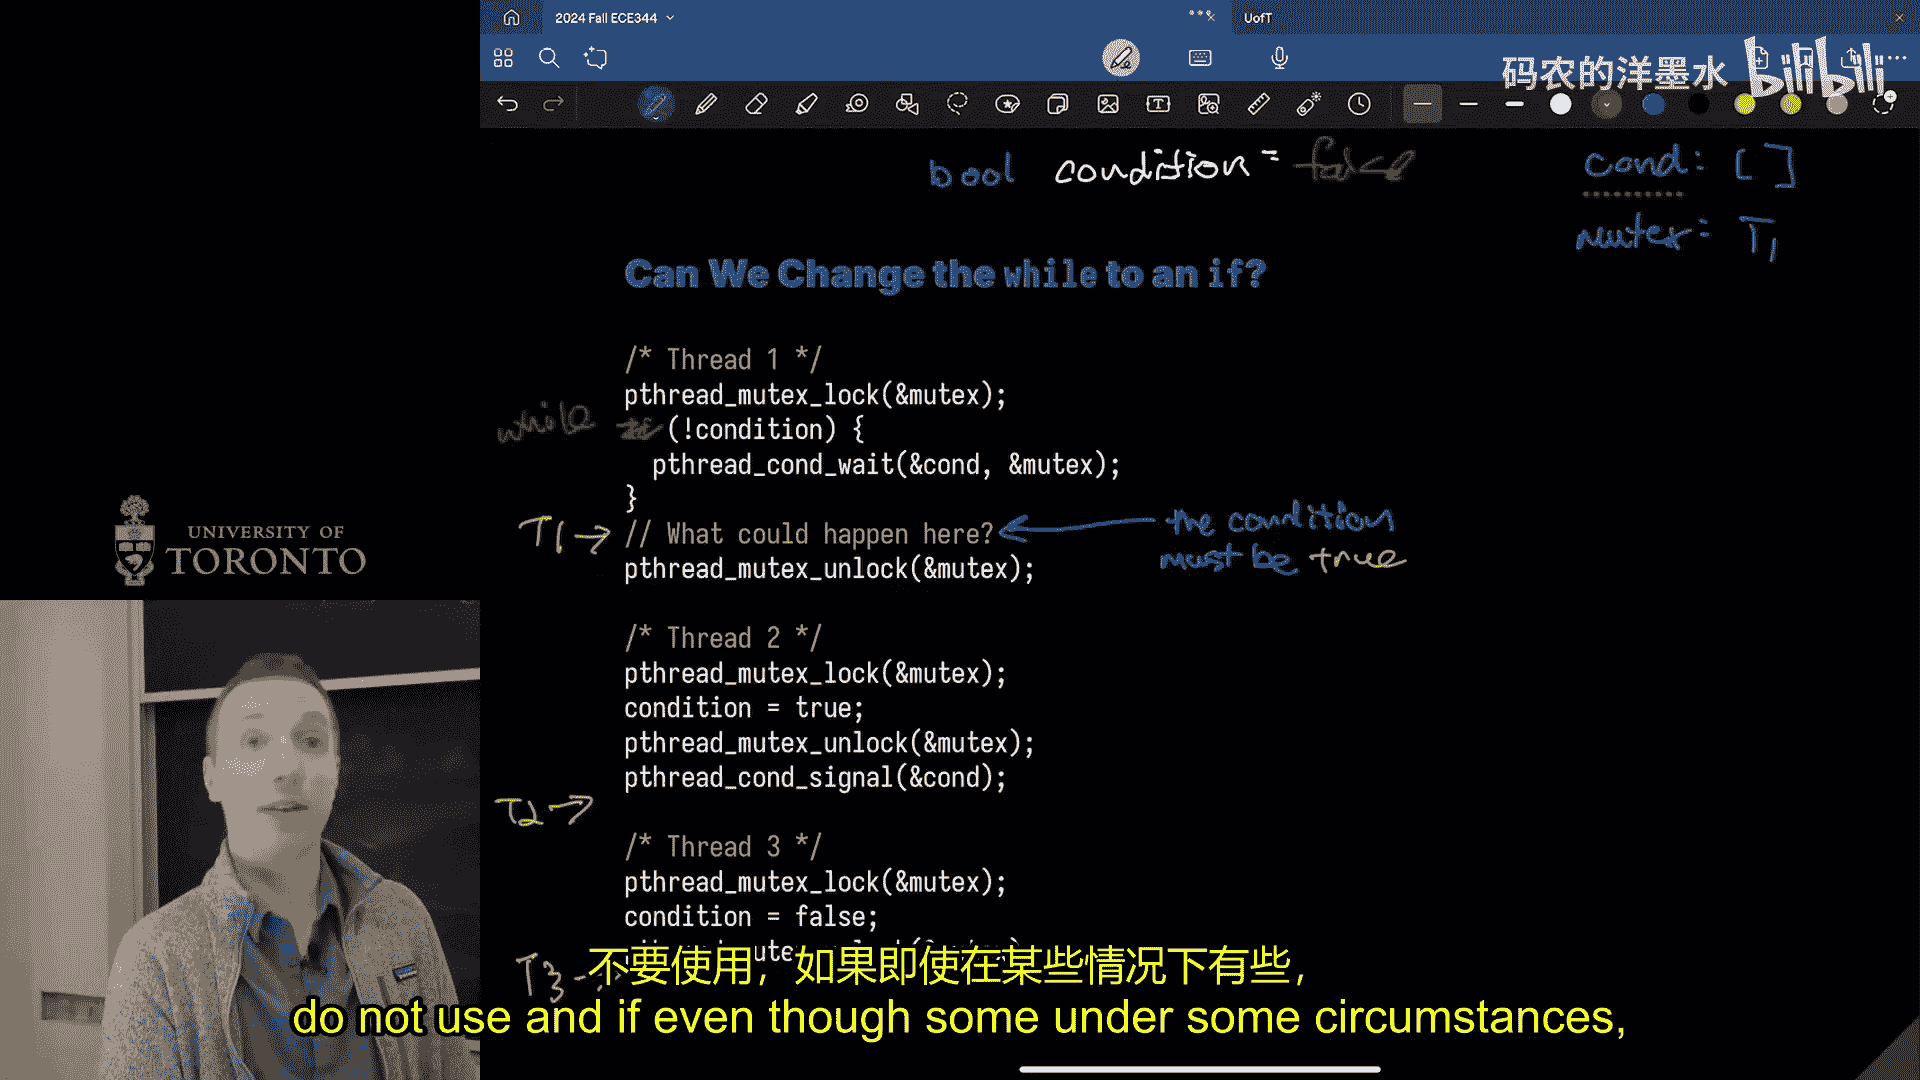 2024 Fall ECE344
UofT
码农的洋墨水 bilibili
bool condition = false
cond: [ ]
mutex: T1
Can We Change the while to an if?
/* Thread 1 */
pthread_mutex_lock(&mutex);
while if (!condition) {
pthread_cond_wait(&cond, &mutex);
}
T1→ // What could happen here? ← the condition
must be true
pthread_mutex_unlock(&mutex);
/* Thread 2 */
pthread_mutex_lock(&mutex);
condition = true;
pthread_mutex_unlock(&mutex);
pthread_cond_signal(&cond);
T2→
/* Thread 3 */
pthread_mutex_lock(&mutex);
condition = false;
T3
UNIVERSITY OF
TORONTO
不要使用，如果即使在某些情况下有些，
do not use and if even though some under some circumstances,